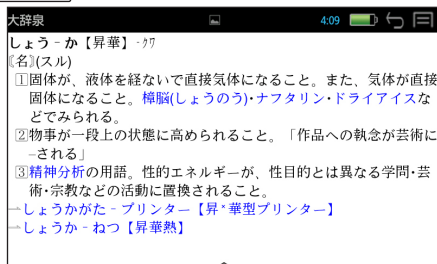 大辞泉 4:09
しょう‐か【昇華】‐クワ
〘名〙(スル)
1固体が、液体を経ないで直接気体になること。また、気体が直接
固体になること。樟脳(しょうのう)・ナフタリン・ドライアイスな
どでみられる。
2物事が一段上の状態に高められること。「作品への執念が芸術に
―される」
3精神分析の用語。性的エネルギーが、性目的とは異なる学問・芸
術・宗教などの活動に置換されること。
→しょうかがた‐プリンター【昇×華型プリンター】
→しょうか‐ねつ【昇華熱】